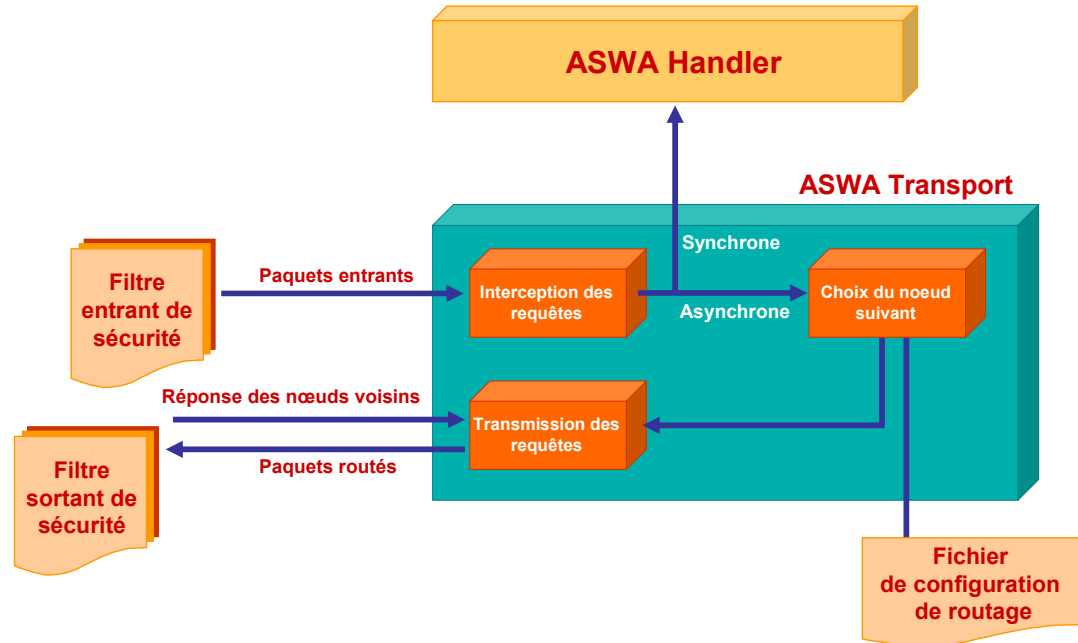 ASWA Handler
ASWA Transport
Synchrone
Filtre
entrant de
sécurité
Paquets entrants
Interception des
requêtes
Asynchrone
Choix du noeud
suivant
Réponse des nœuds voisins
Transmission des
requêtes
Paquets routés
Filtre
sortant de
sécurité
Fichier
de configuration
de routage